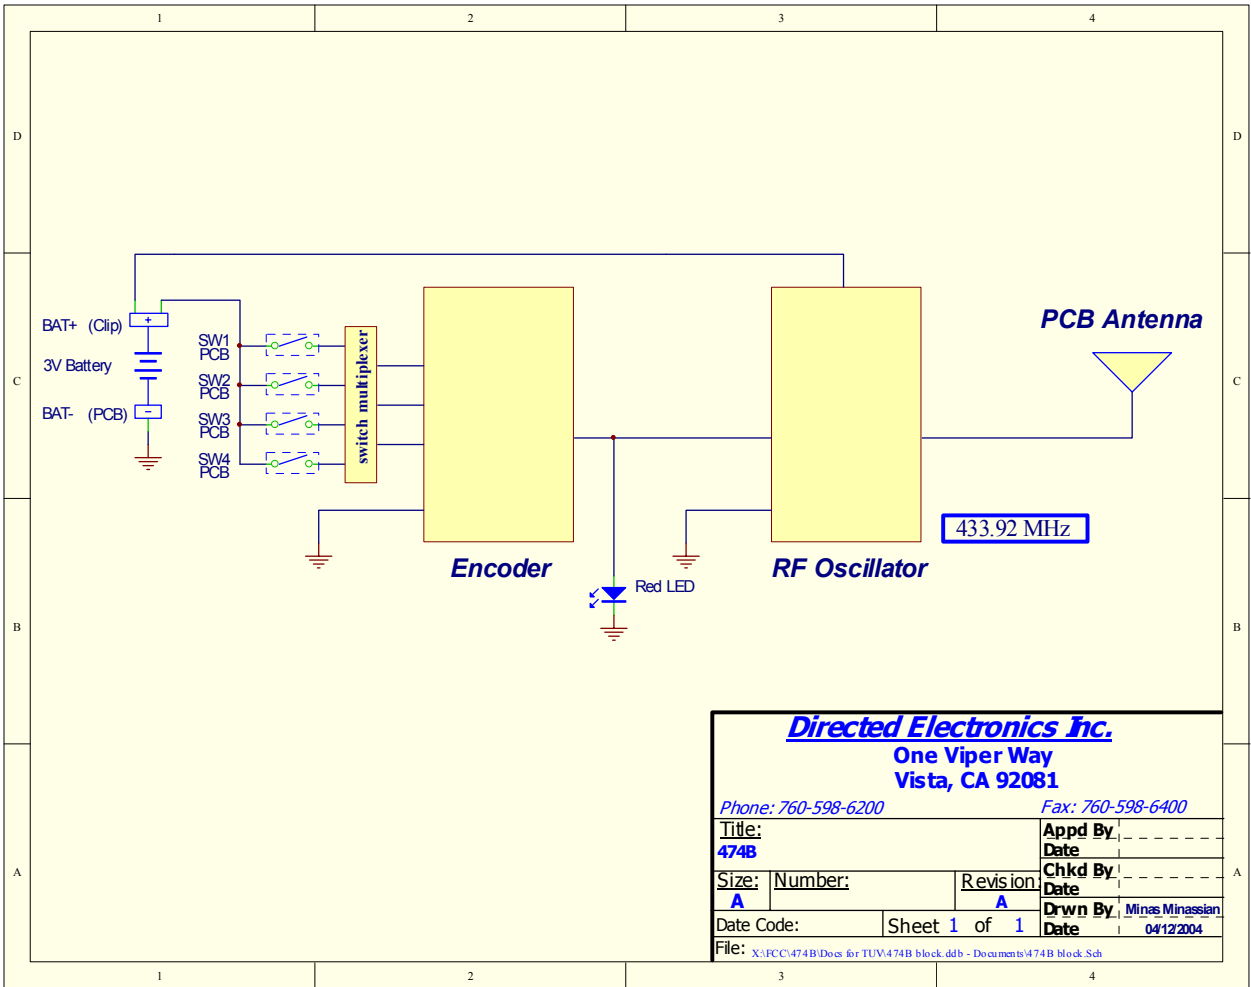 1 2 3 4
D D
PCB Antenna
BAT+ (Clip)
3V Battery
BAT- (PCB)
SW1
PCB
SW2
PCB
SW3
PCB
SW4
PCB
switch multiplexer
C C
433.92 MHz
Encoder
RF Oscillator
Red LED
B B
Directed Electronics Inc.
One Viper Way
Vista, CA 92081
Phone: 760-598-6200 Fax: 760-598-6400
Title:
474B
Appd By
Date
Chkd By
Date
Size: Number: Revision:
A A
Drwn By Minas Minassian
Date 04/12/2004
Date Code: Sheet 1 of 1
File: X:\FCC\474B\Docs for TUV\474B block.ddb - Documents\474B block.Sch
A A
1 2 3 4
+
-